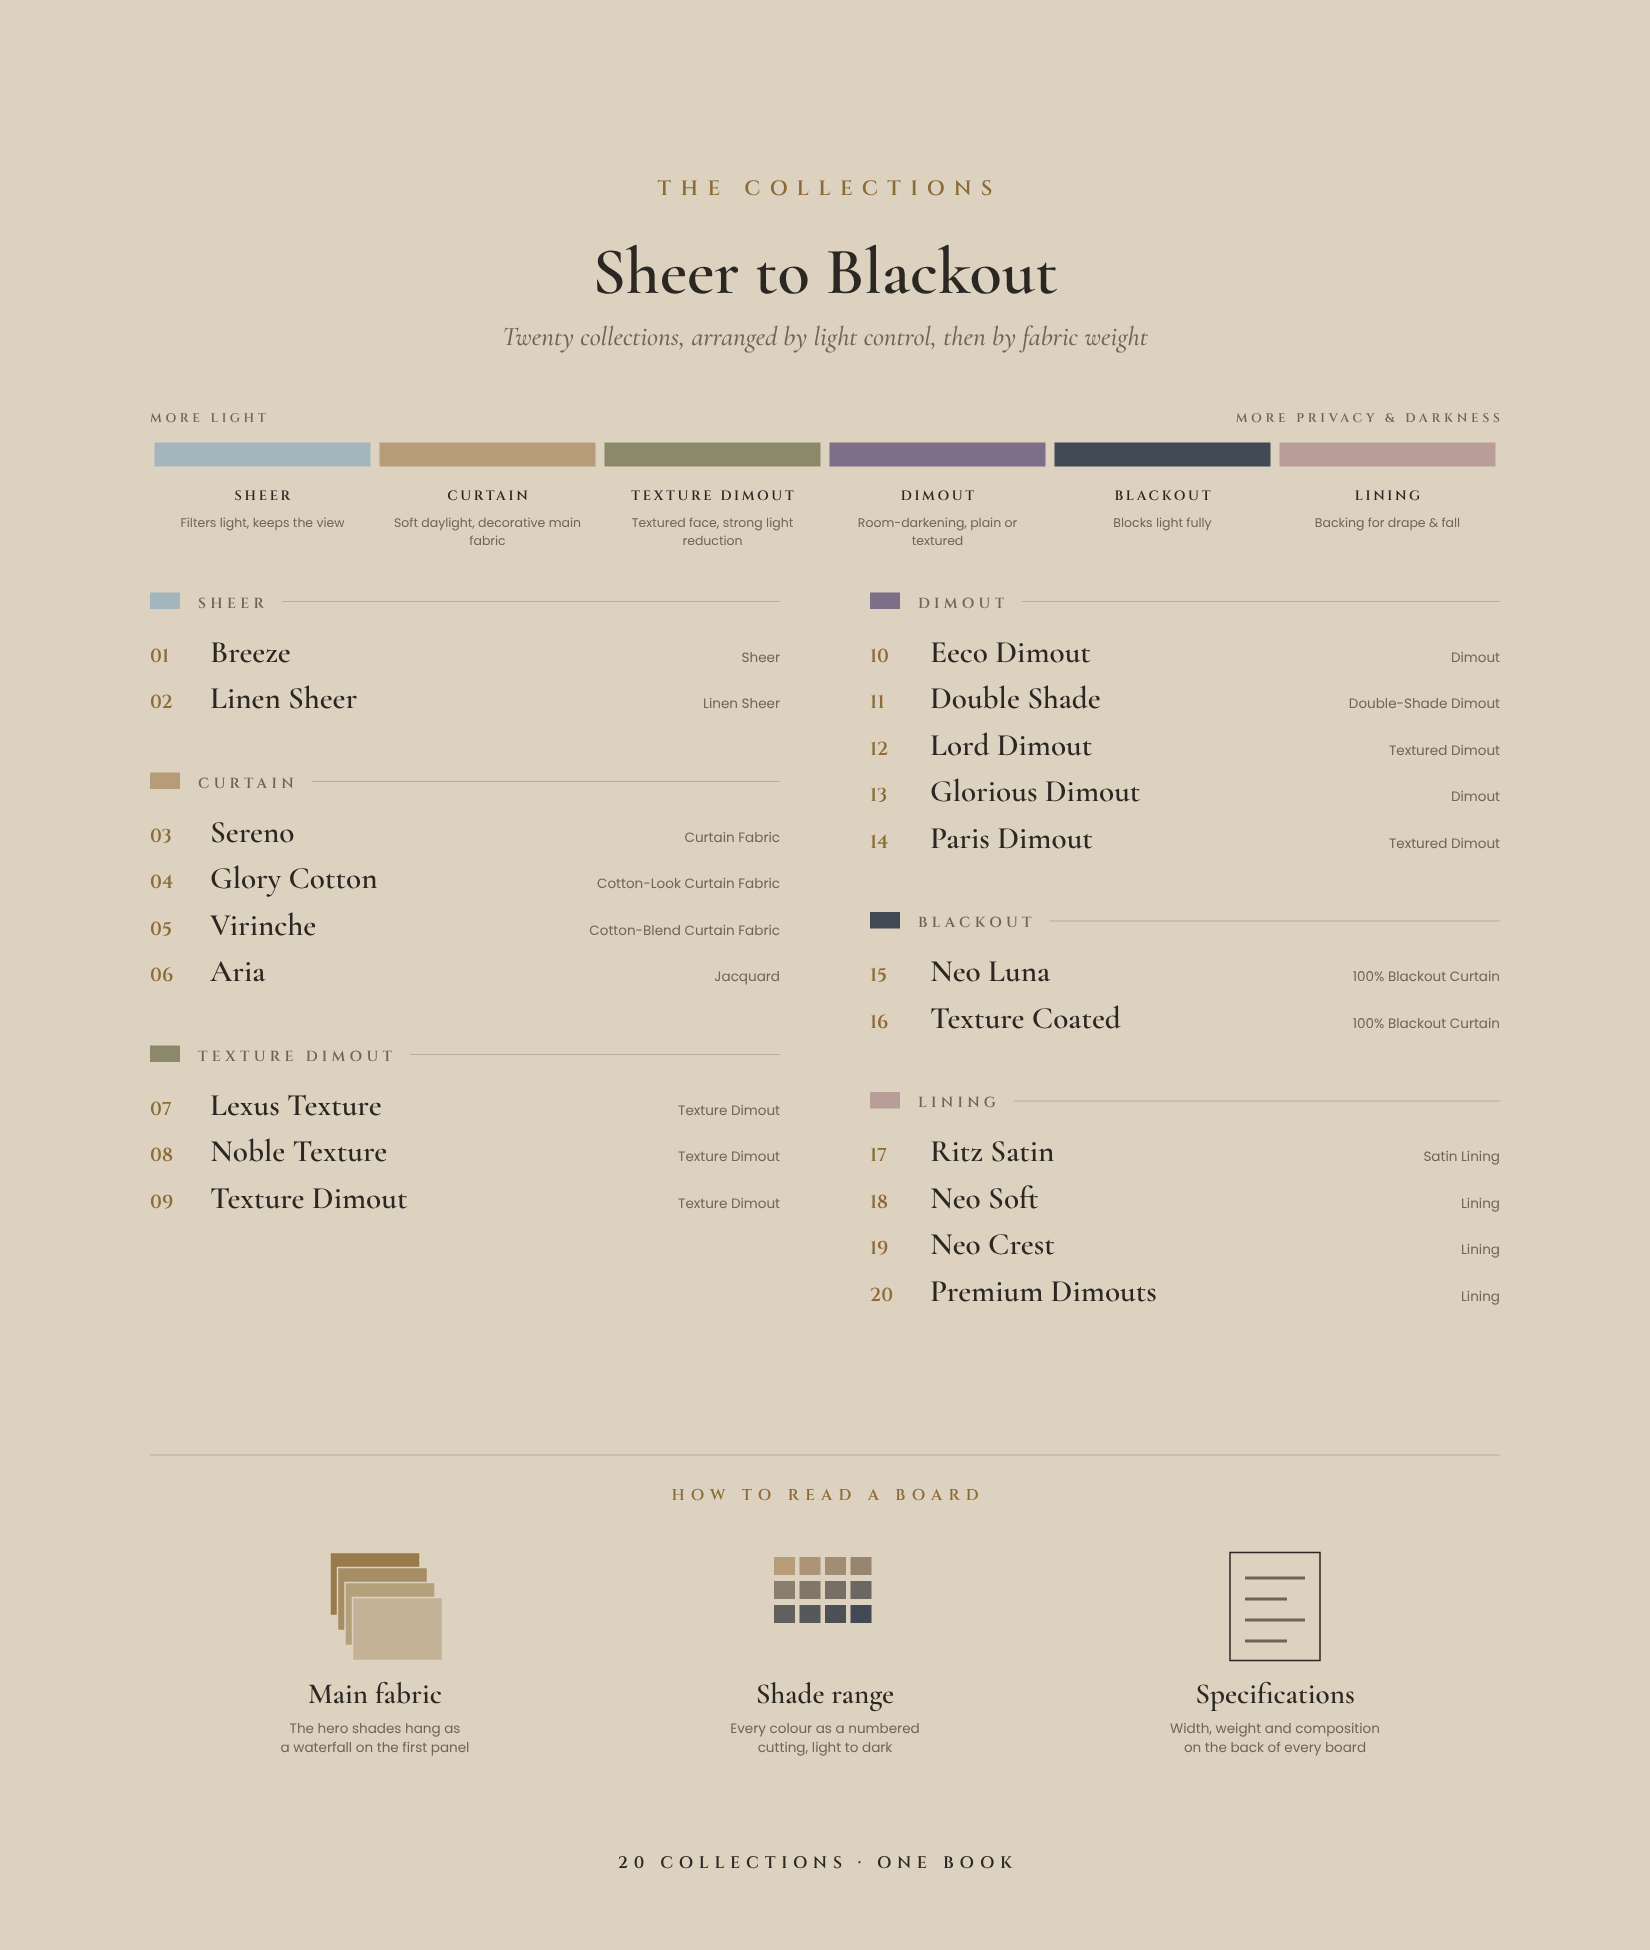 THE COLLECTIONS
Sheer to Blackout
Twenty collections, arranged by light control, then by fabric weight
MORE LIGHT
MORE PRIVACY & DARKNESS
SHEER
Filters light, keeps the view
CURTAIN
Soft daylight, decorative main
fabric
TEXTURE DIMOUT
Textured face, strong light
reduction
DIMOUT
Room-darkening, plain or
textured
BLACKOUT
Blocks light fully
LINING
Backing for drape & fall
SHEER
01 Breeze Sheer
02 Linen Sheer Linen Sheer
CURTAIN
03 Sereno Curtain Fabric
04 Glory Cotton Cotton-Look Curtain Fabric
05 Virinche Cotton-Blend Curtain Fabric
06 Aria Jacquard
TEXTURE DIMOUT
07 Lexus Texture Texture Dimout
08 Noble Texture Texture Dimout
09 Texture Dimout Texture Dimout
DIMOUT
10 Eeco Dimout Dimout
11 Double Shade Double-Shade Dimout
12 Lord Dimout Textured Dimout
13 Glorious Dimout Dimout
14 Paris Dimout Textured Dimout
BLACKOUT
15 Neo Luna 100% Blackout Curtain
16 Texture Coated 100% Blackout Curtain
LINING
17 Ritz Satin Satin Lining
18 Neo Soft Lining
19 Neo Crest Lining
20 Premium Dimouts Lining
HOW TO READ A BOARD
Main fabric
The hero shades hang as
a waterfall on the first panel
Shade range
Every colour as a numbered
cutting, light to dark
Specifications
Width, weight and composition
on the back of every board
20 COLLECTIONS · ONE BOOK